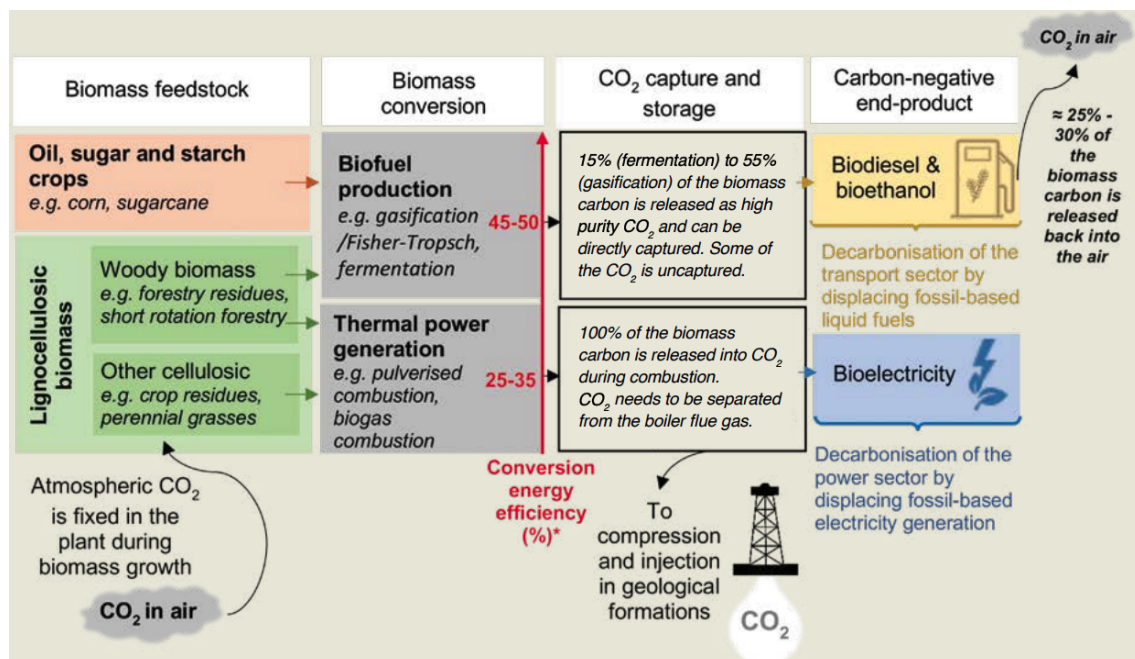 Biomass feedstock
Oil, sugar and starch
crops
e.g. corn, sugarcane
Lignocellulosic
biomass
Woody biomass
e.g. forestry residues,
short rotation forestry
Other cellulosic
e.g. crop residues,
perennial grasses
Atmospheric CO₂
is fixed in the
plant during
biomass growth
CO₂ in air
Biomass
conversion
Biofuel
production
e.g. gasification
/Fisher-Tropsch,
fermentation
45-50
Thermal power
generation
e.g. pulverised
combustion,
biogas
combustion
25-35
Conversion
energy
efficiency
(%)*
CO₂ capture and
storage
15% (fermentation) to 55%
(gasification) of the biomass
carbon is released as high
purity CO₂ and can be
directly captured. Some of
the CO₂ is uncaptured.
100% of the biomass
carbon is released into CO₂
during combustion.
CO₂ needs to be separated
from the boiler flue gas.
To
compression
and injection
in geological
formations
CO₂
Carbon-negative
end-product
Biodiesel &
bioethanol
Decarbonisation of the
transport sector by
displacing fossil-based
liquid fuels
Bioelectricity
Decarbonisation of the
power sector by
displacing fossil-based
electricity generation
CO₂ in air
≈ 25% -
30% of
the
biomass
carbon is
released
back into
the air